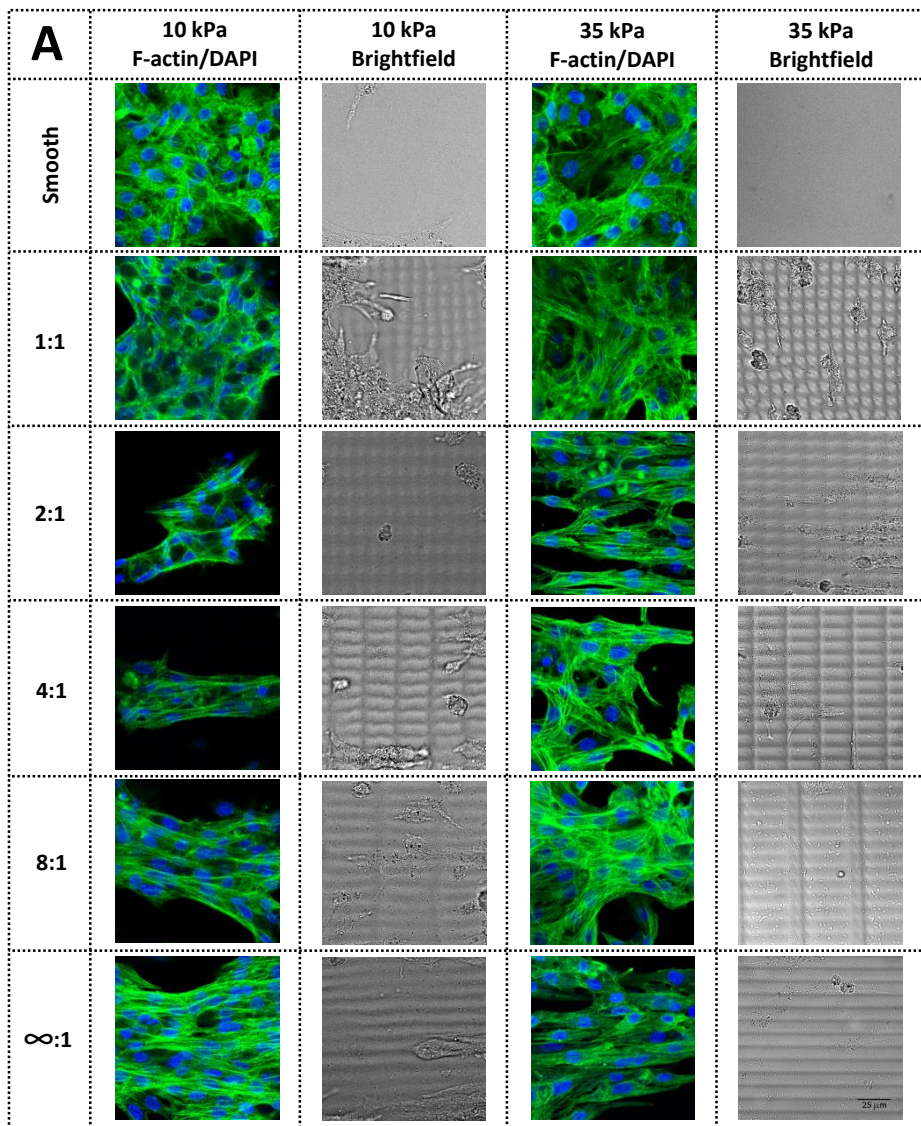 A
10 kPa
F-actin/DAPI
10 kPa
Brightfield
35 kPa
F-actin/DAPI
35 kPa
Brightfield
Smooth
1:1
2:1
4:1
8:1
∞:1
25 µm